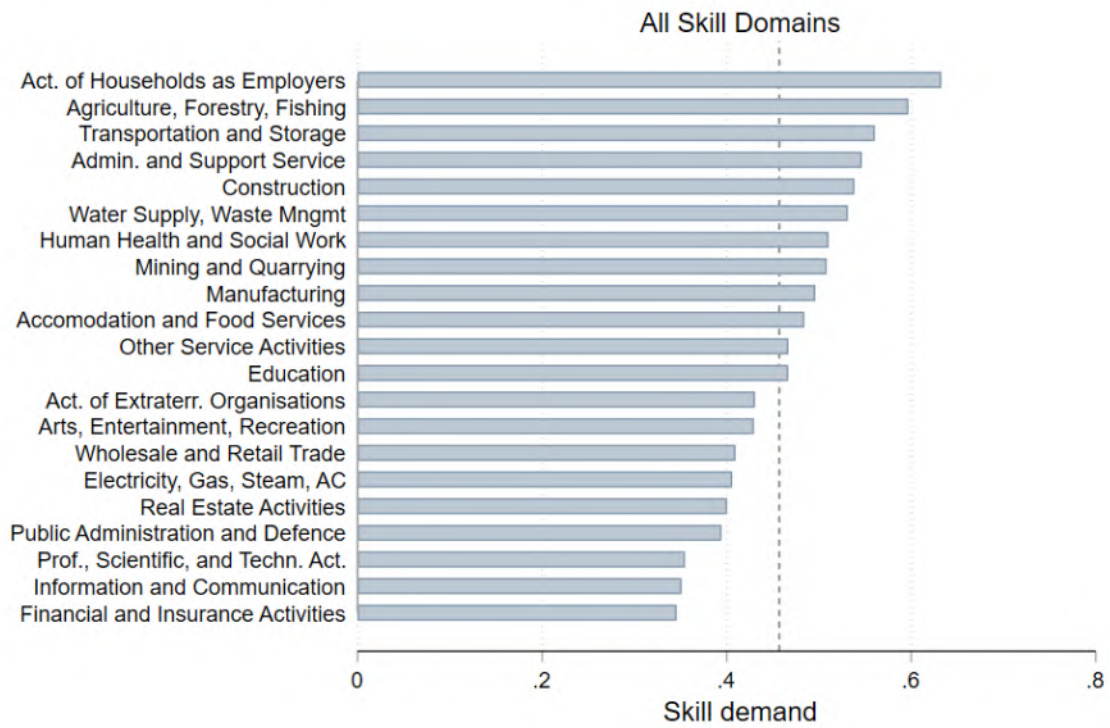 All Skill Domains
Act. of Households as Employers
Agriculture, Forestry, Fishing
Transportation and Storage
Admin. and Support Service
Construction
Water Supply, Waste Mngmt
Human Health and Social Work
Mining and Quarrying
Manufacturing
Accomodation and Food Services
Other Service Activities
Education
Act. of Extraterr. Organisations
Arts, Entertainment, Recreation
Wholesale and Retail Trade
Electricity, Gas, Steam, AC
Real Estate Activities
Public Administration and Defence
Prof., Scientific, and Techn. Act.
Information and Communication
Financial and Insurance Activities
0 .2 .4 .6 .8
Skill demand